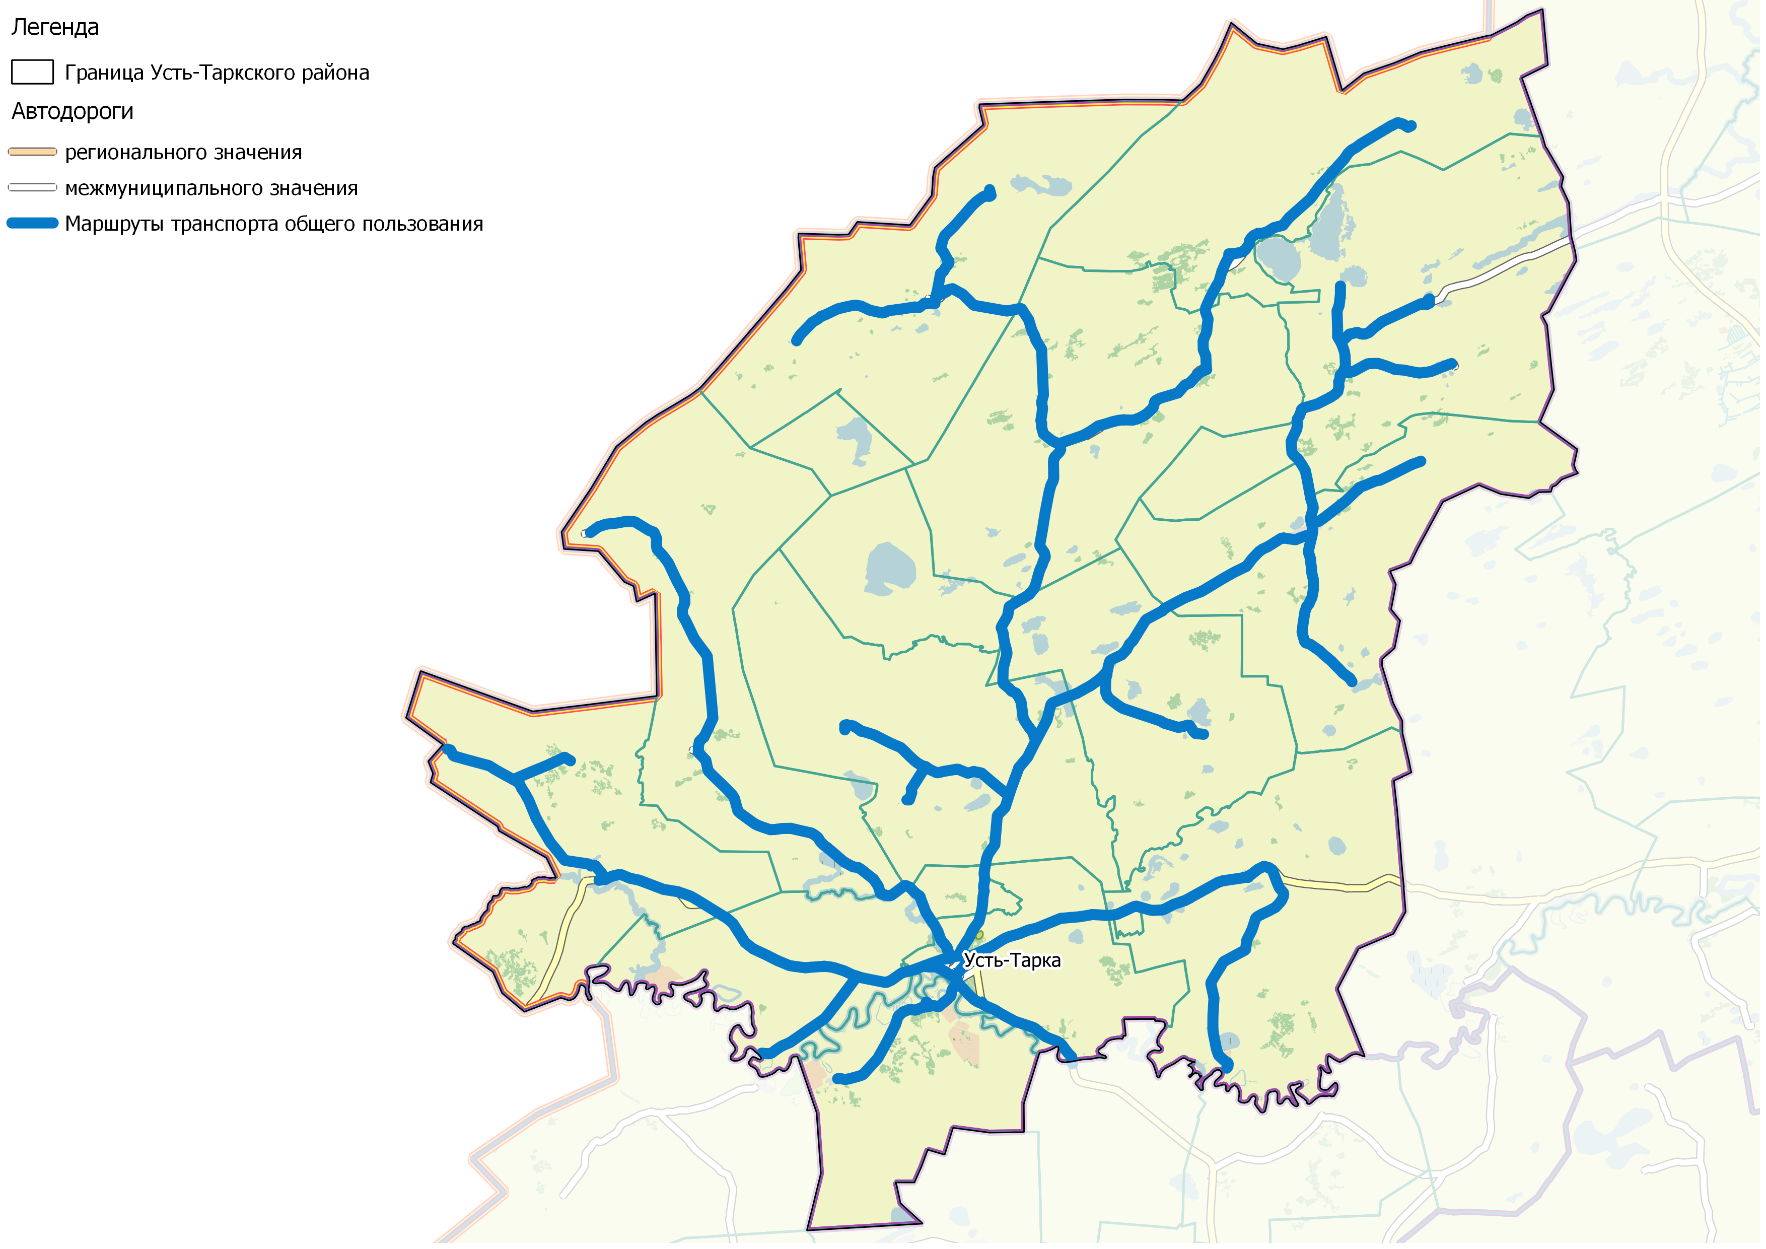 Легенда
Граница Усть-Таркского района
Автодороги
регионального значения
межмуниципального значения
Маршруты транспорта общего пользования
Усть-Тарка